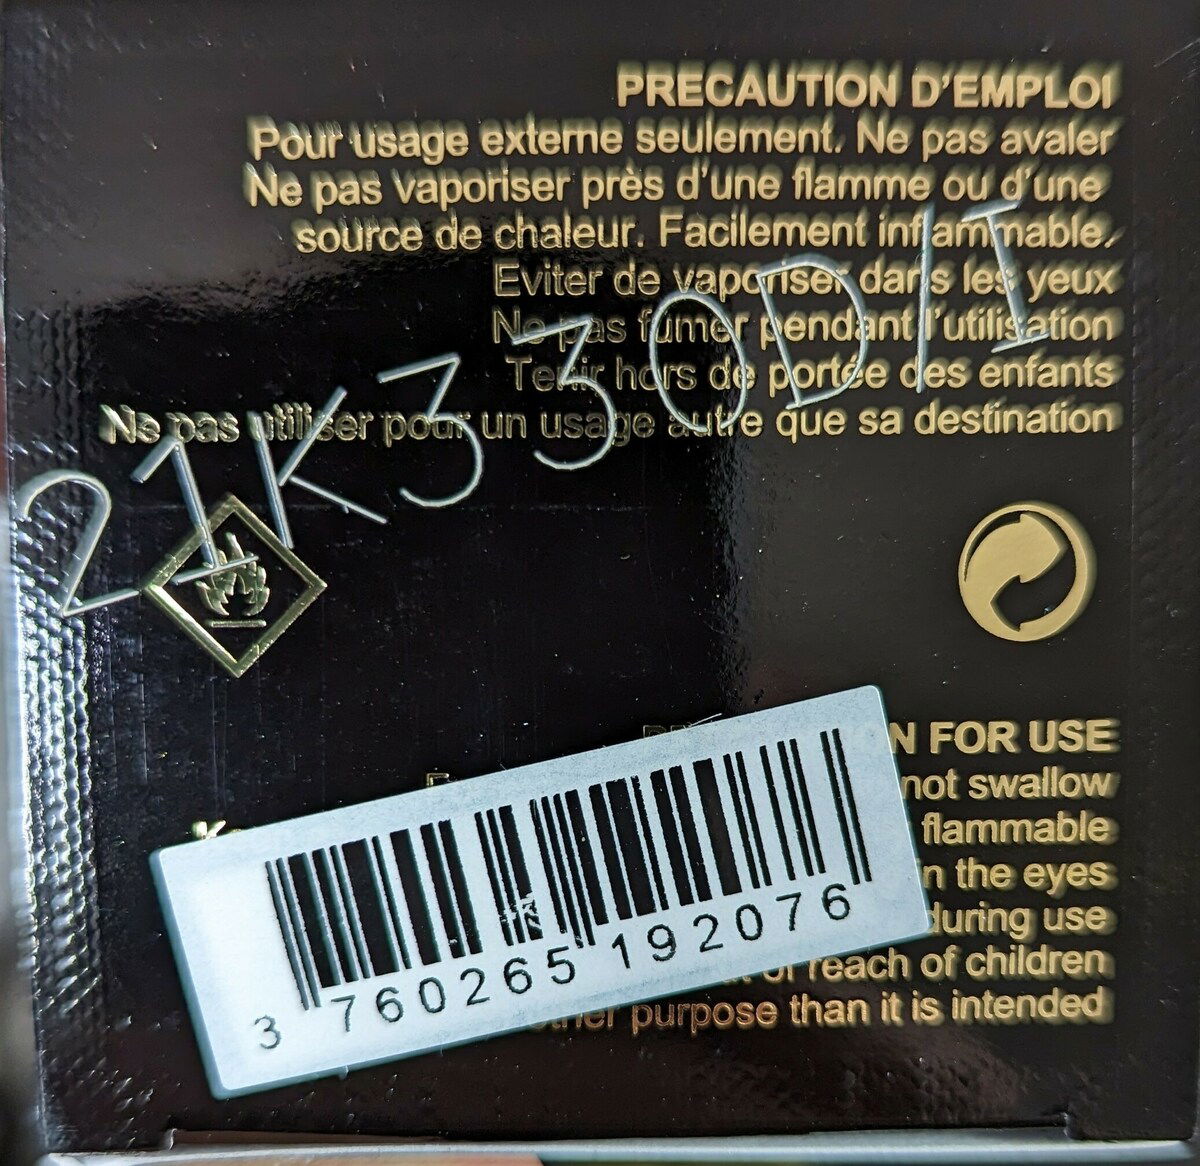 PRECAUTION D'EMPLOI
Pour usage externe seulement. Ne pas avaler
Ne pas vaporiser près d'une flamme ou d'une
source de chaleur. Facilement inflammable.
Eviter de vaporiser dans les yeux
Ne pas fumer pendant l'utilisation
Tenir hors de portée des enfants
Ne pas utiliser pour un usage autre que sa destination
21K330D/I
N FOR USE
not swallow
flammable
in the eyes
during use
of reach of children
other purpose than it is intended
3 760265 192076